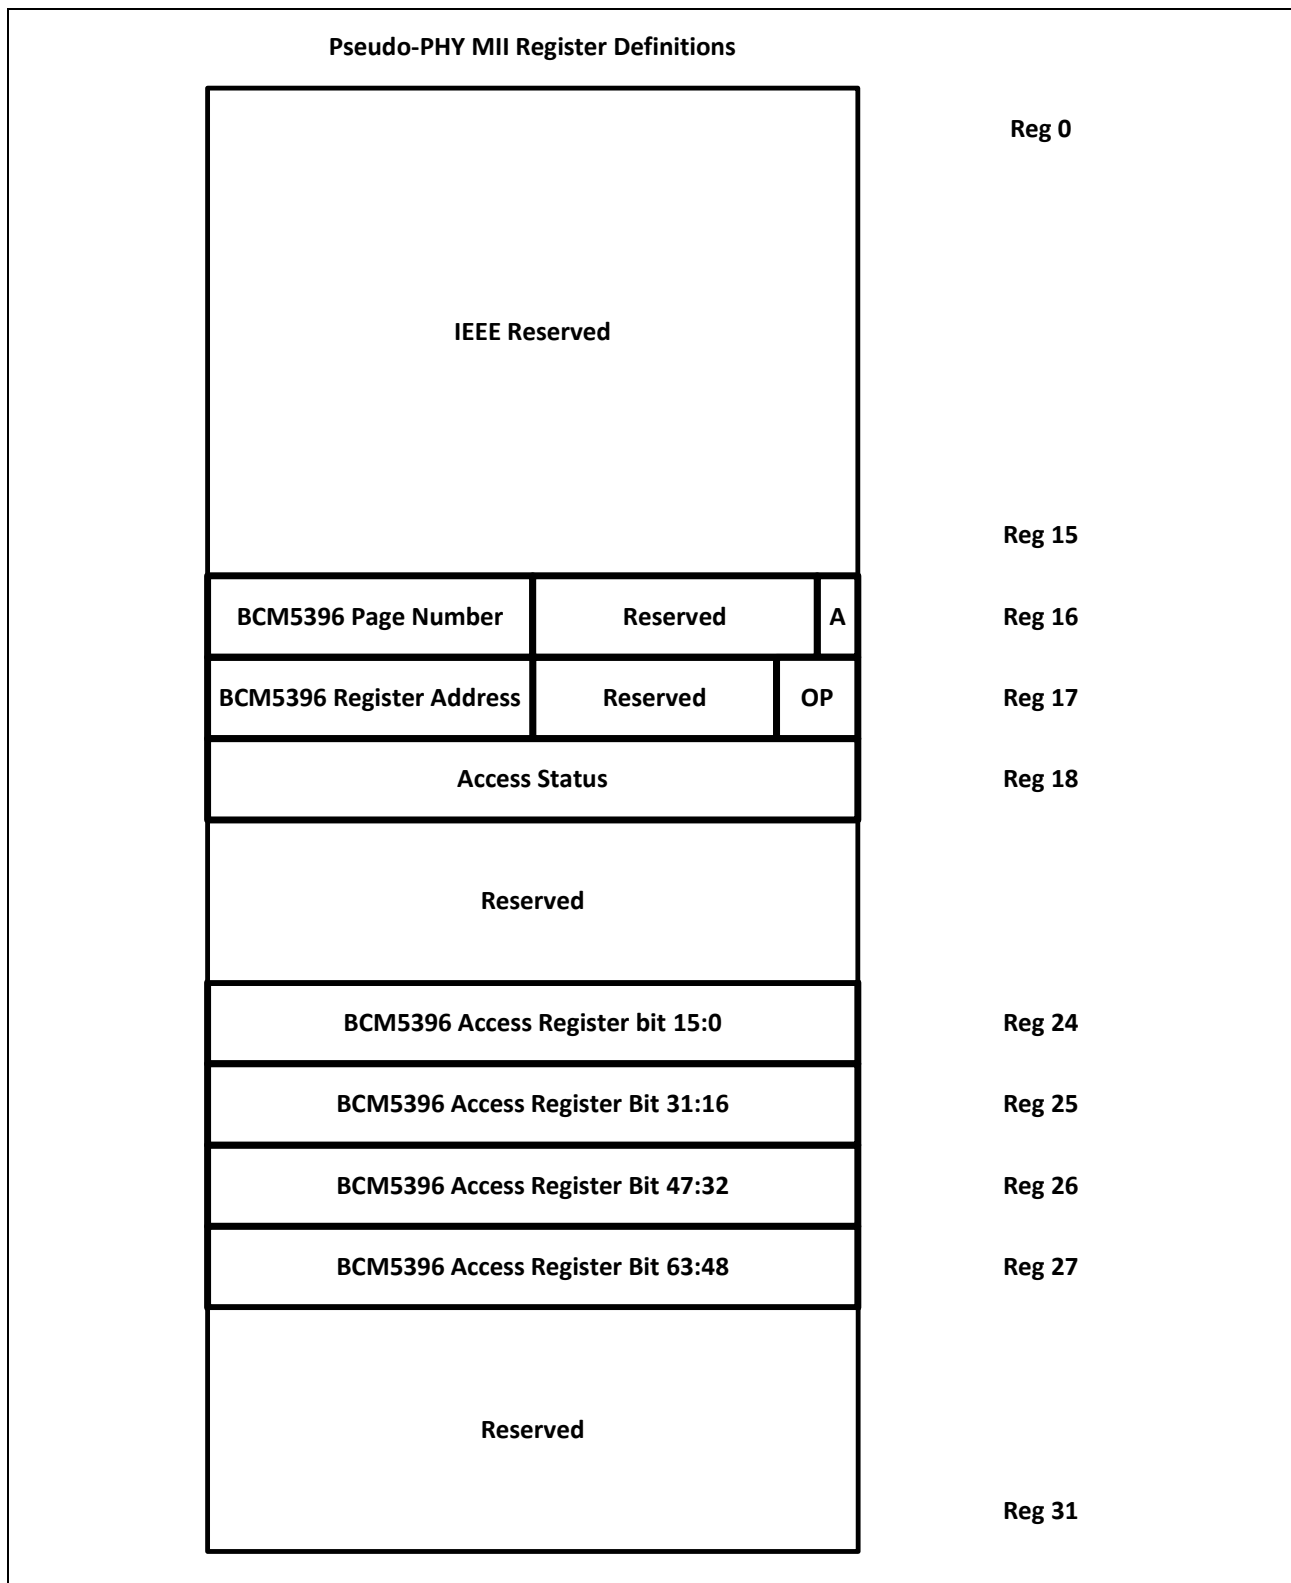 Pseudo-PHY MII Register Definitions
Reg 0
IEEE Reserved
Reg 15
BCM5396 Page Number Reserved A Reg 16
BCM5396 Register Address Reserved OP Reg 17
Access Status Reg 18
Reserved
BCM5396 Access Register bit 15:0 Reg 24
BCM5396 Access Register Bit 31:16 Reg 25
BCM5396 Access Register Bit 47:32 Reg 26
BCM5396 Access Register Bit 63:48 Reg 27
Reserved
Reg 31